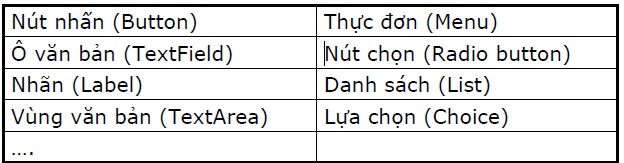 Nút nhấn (Button) Thực đơn (Menu)
Ô văn bản (TextField) Nút chọn (Radio button)
Nhãn (Label) Danh sách (List)
Vùng văn bản (TextArea) Lựa chọn (Choice)
….